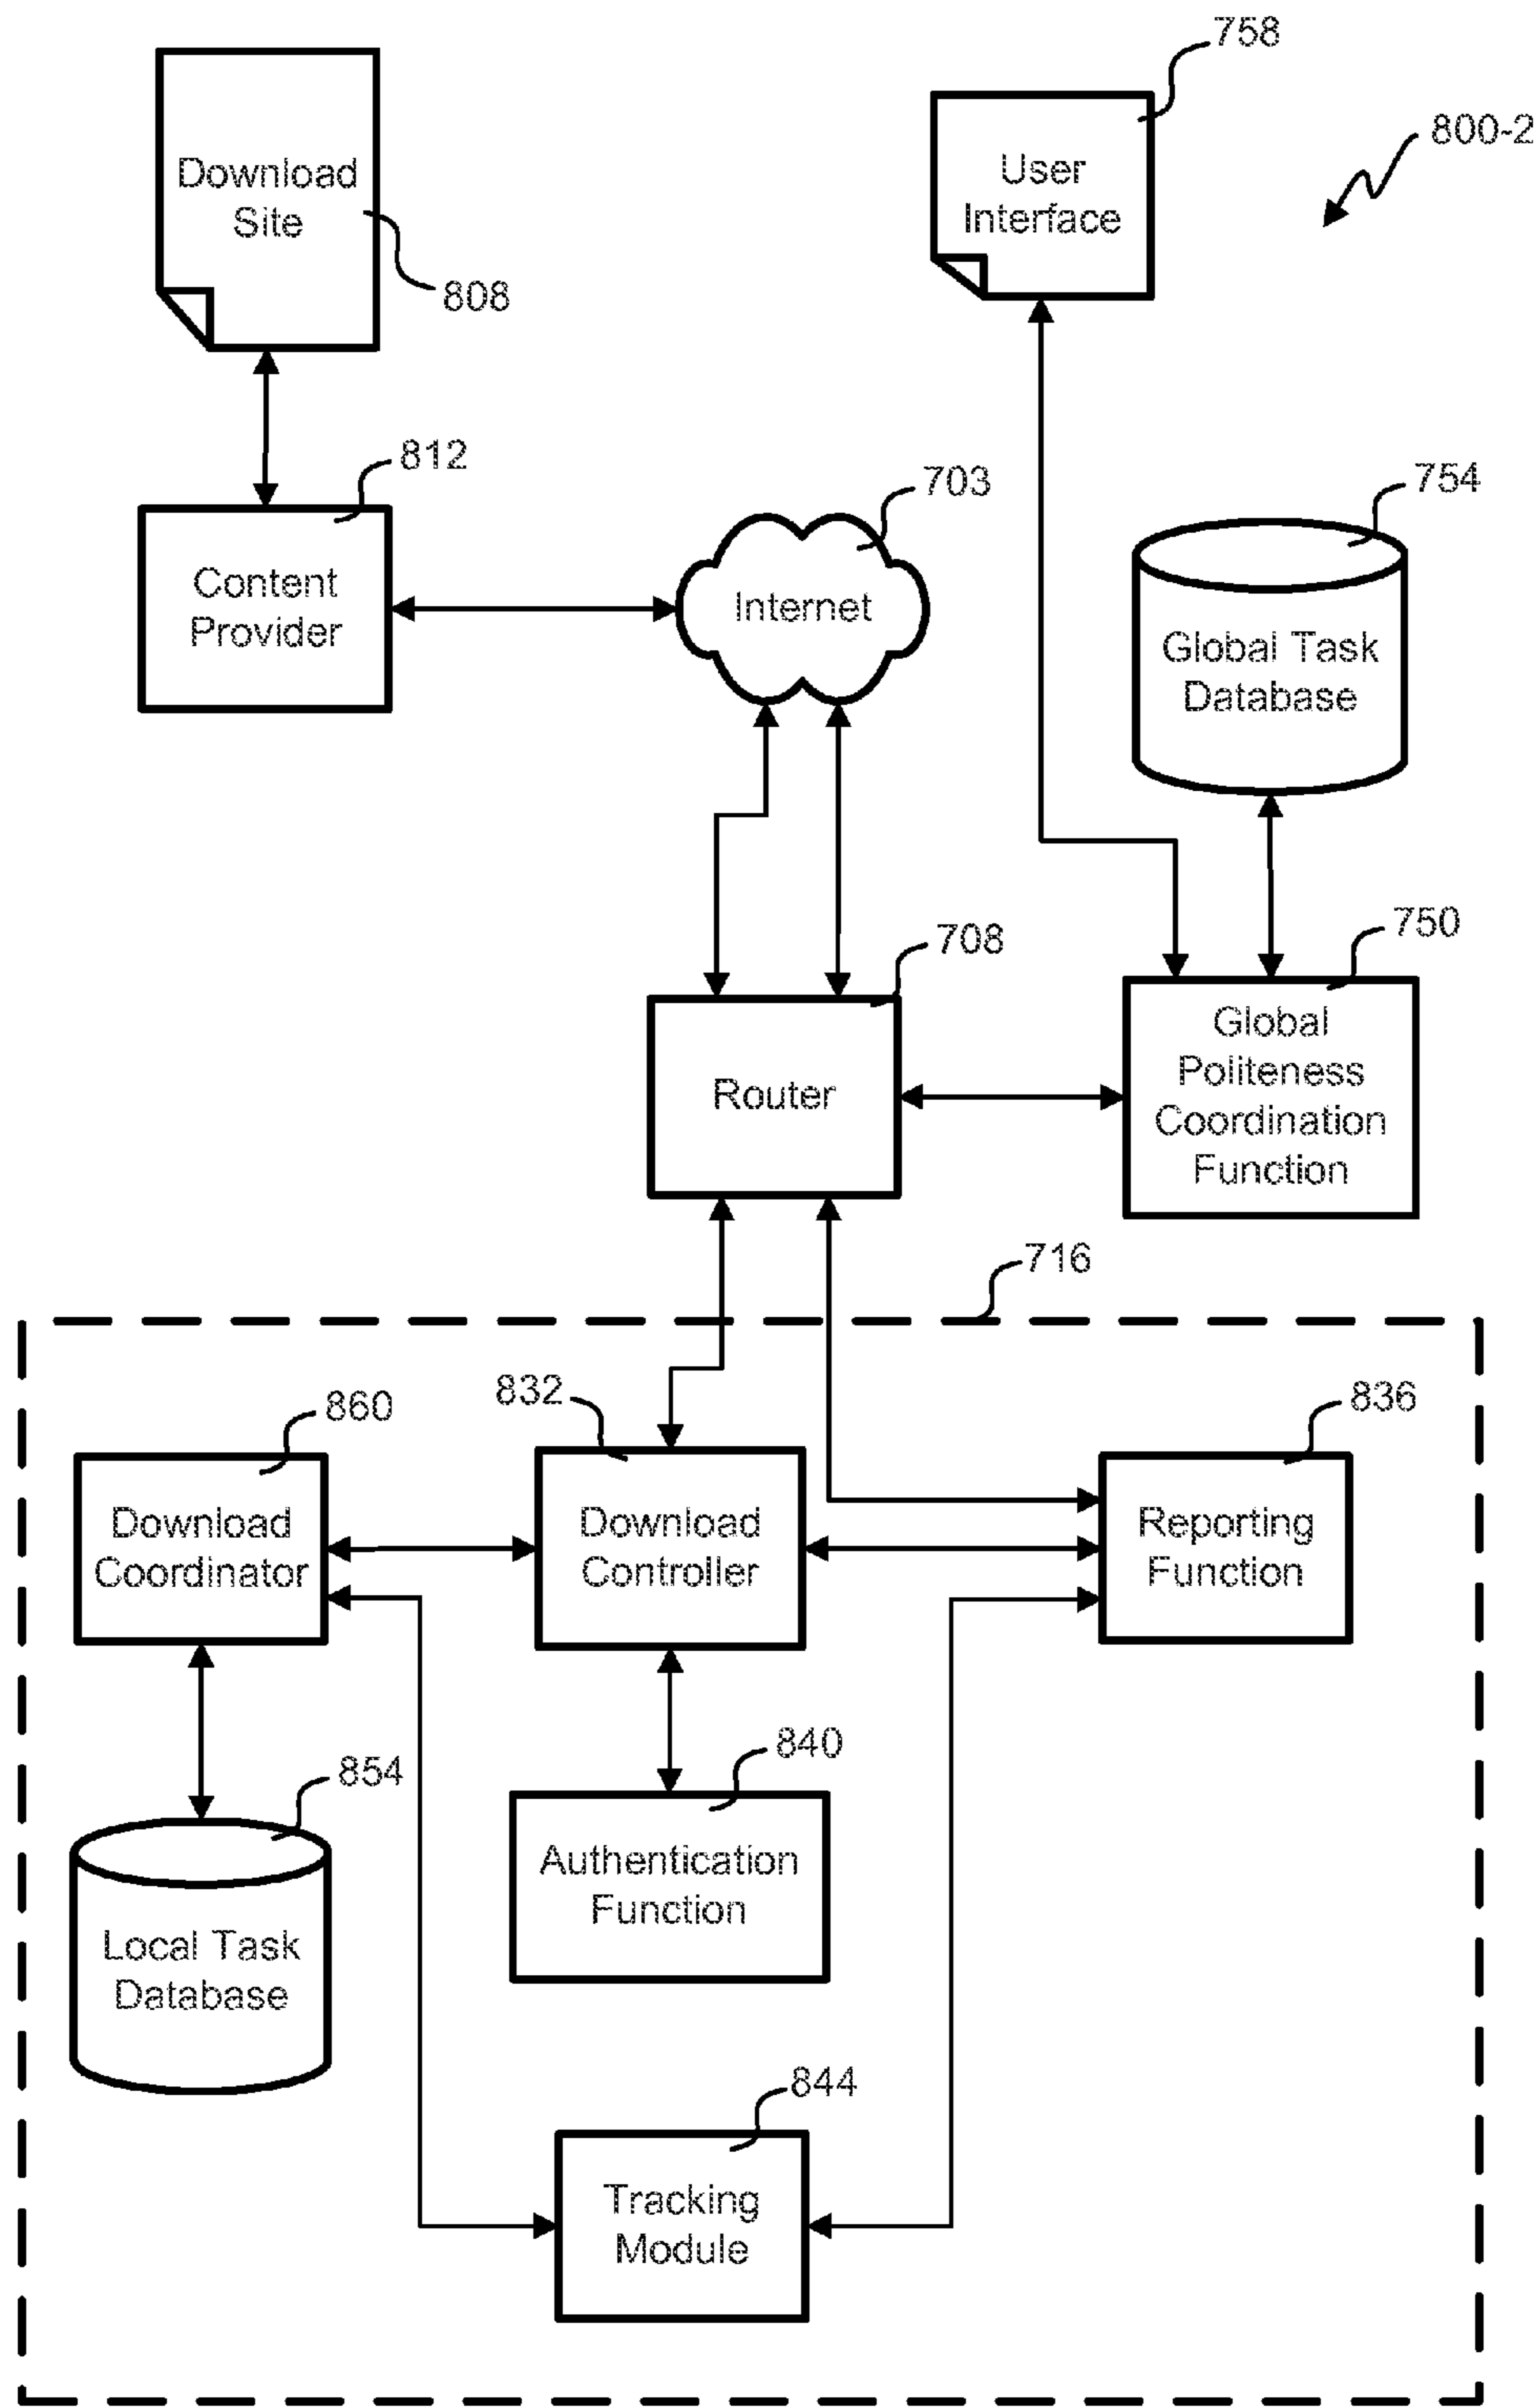 758
800-2
Download
Site
808
User
Interface
812
703
754
Content
Provider
Internet
Global Task
Database
708
750
Router
Global
Politeness
Coordination
Function
716
860
832
836
Download
Coordinator
Download
Controller
Reporting
Function
854
840
Local Task
Database
Authentication
Function
844
Tracking
Module